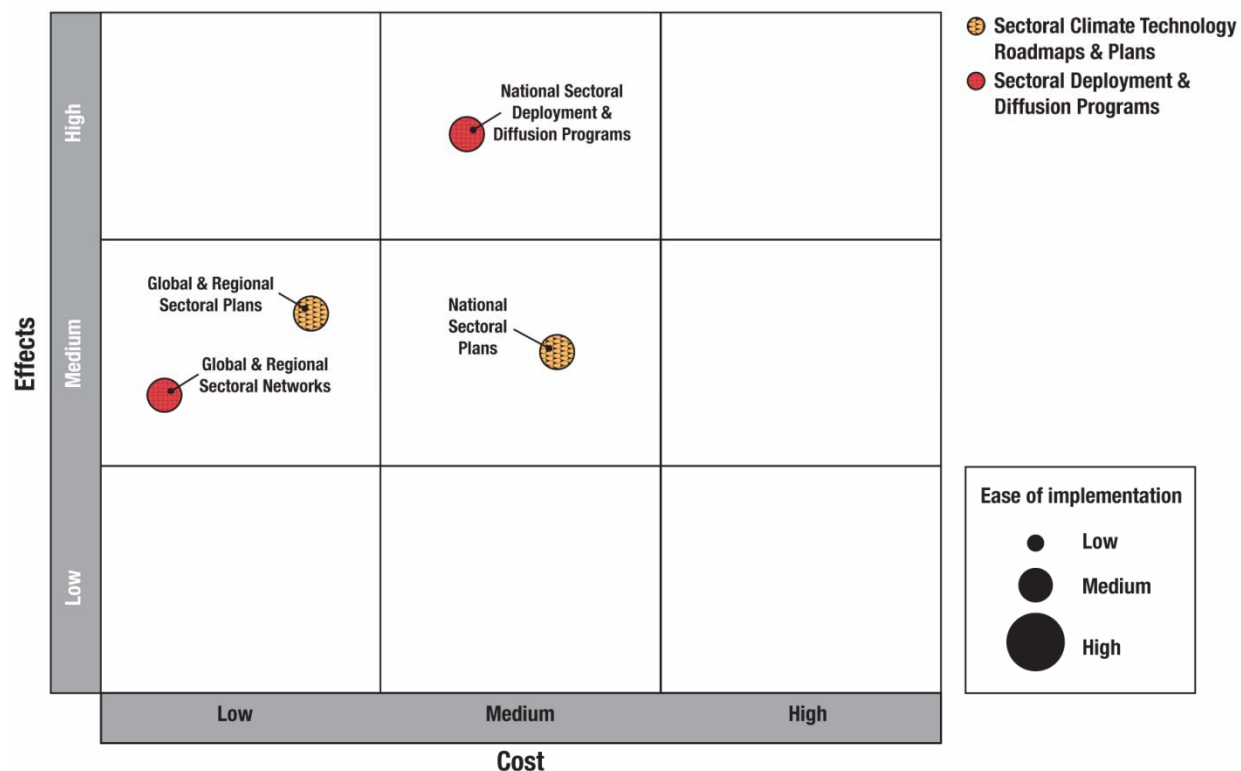 Sectoral Climate Technology
Roadmaps & Plans
Sectoral Deployment &
Diffusion Programs
National Sectoral
Deployment &
Diffusion Programs
High
Global & Regional
Sectoral Plans
National
Sectoral
Plans
Effects
Medium
Global & Regional
Sectoral Networks
Low
Ease of implementation
Low
Medium
High
Low
Medium
High
Cost